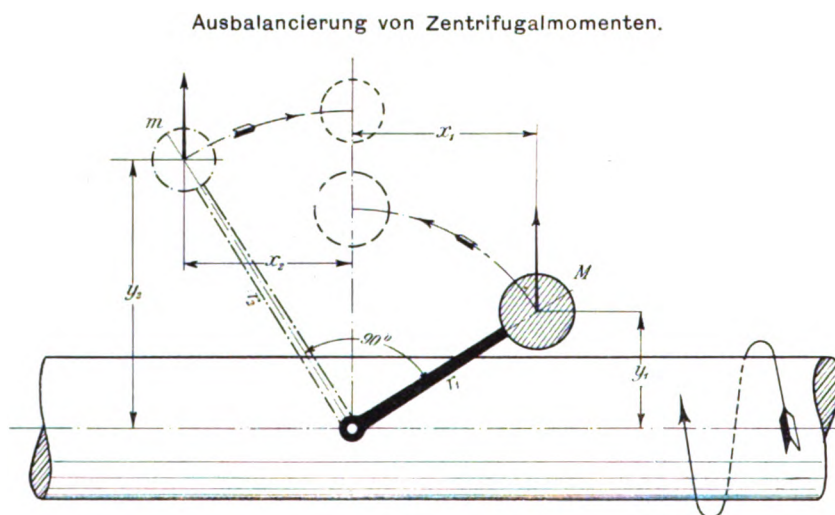 Ausbalancierung von Zentrifugalmomenten.
m
x₁
M
x₂
y₂
r₂
90°
r₁
y₁